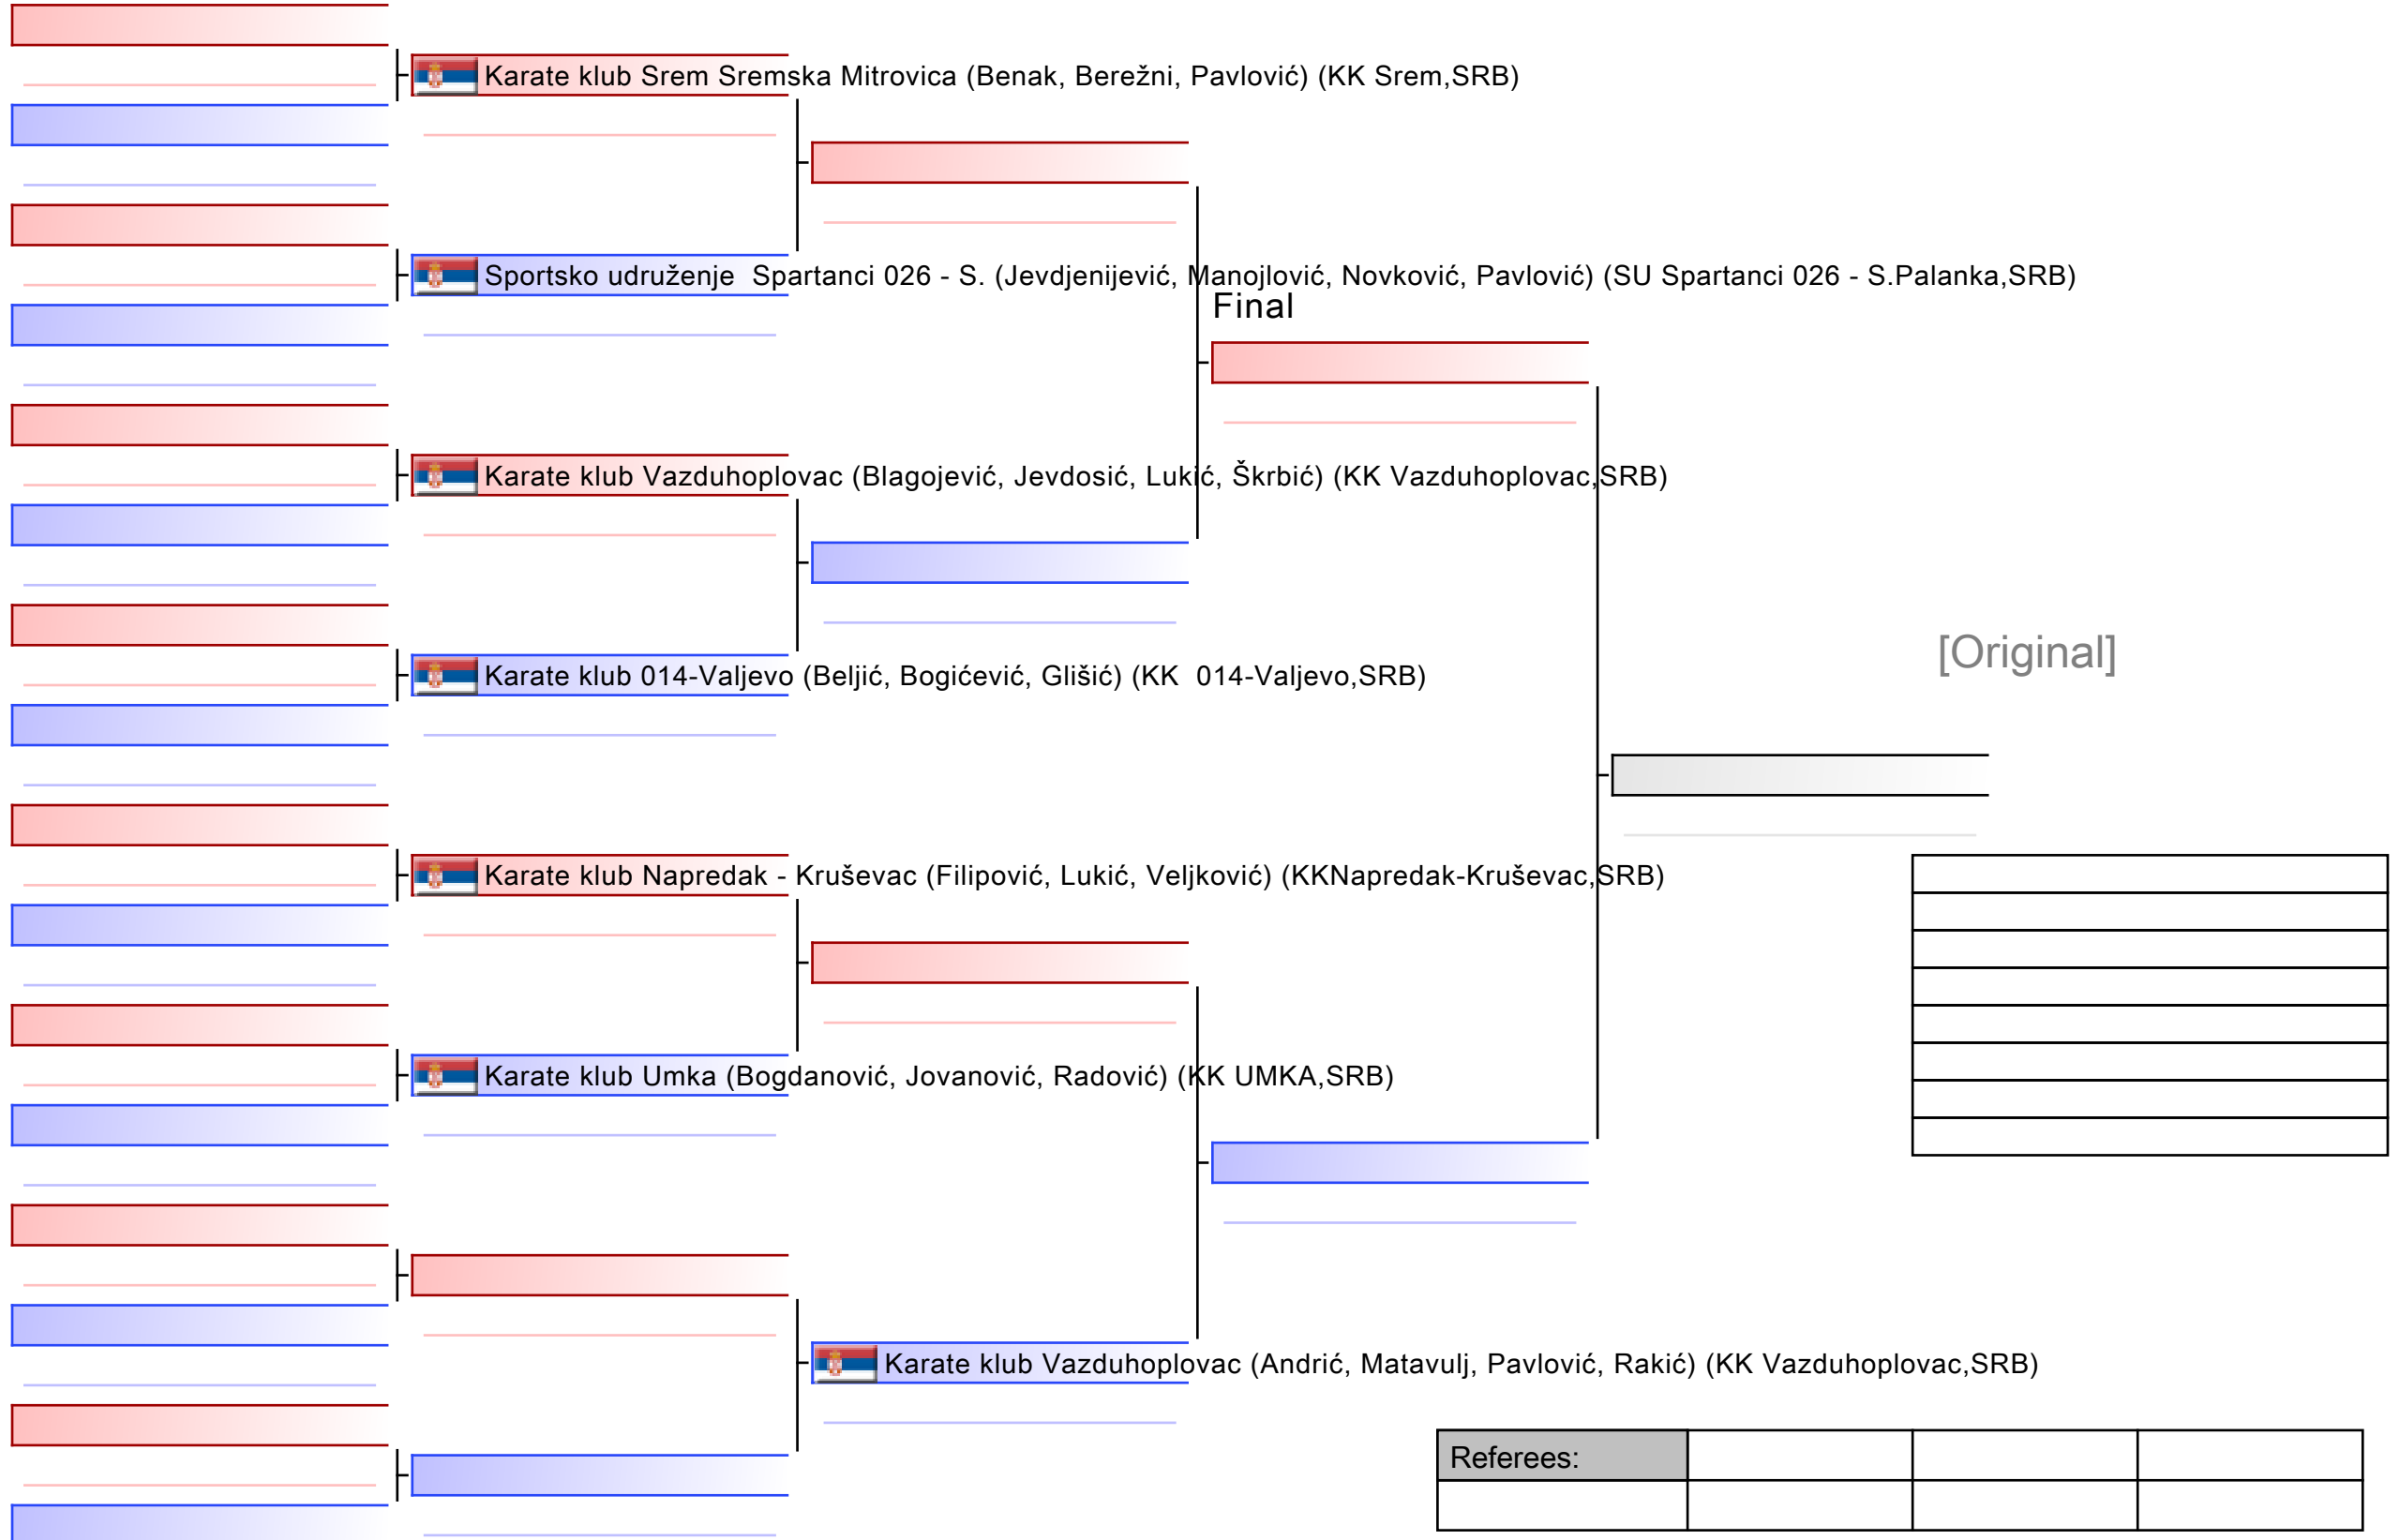 Karate klub Srem Sremska Mitrovica (Benak, Berežni, Pavlović) (KK Srem,SRB)
Sportsko udruženje  Spartanci 026 - S. (Jevdjenijević, Manojlović, Novković, Pavlović) (SU Spartanci 026 - S.Palanka,SRB)
Final
Karate klub Vazduhoplovac (Blagojević, Jevdosić, Lukić, Škrbić) (KK Vazduhoplovac,SRB)
[Original]
Karate klub 014-Valjevo (Beljić, Bogićević, Glišić) (KK  014-Valjevo,SRB)
Karate klub Napredak - Kruševac (Filipović, Lukić, Veljković) (KKNapredak-Kruševac,SRB)
Karate klub Umka (Bogdanović, Jovanović, Radović) (KK UMKA,SRB)
Karate klub Vazduhoplovac (Andrić, Matavulj, Pavlović, Rakić) (KK Vazduhoplovac,SRB)
Referees: